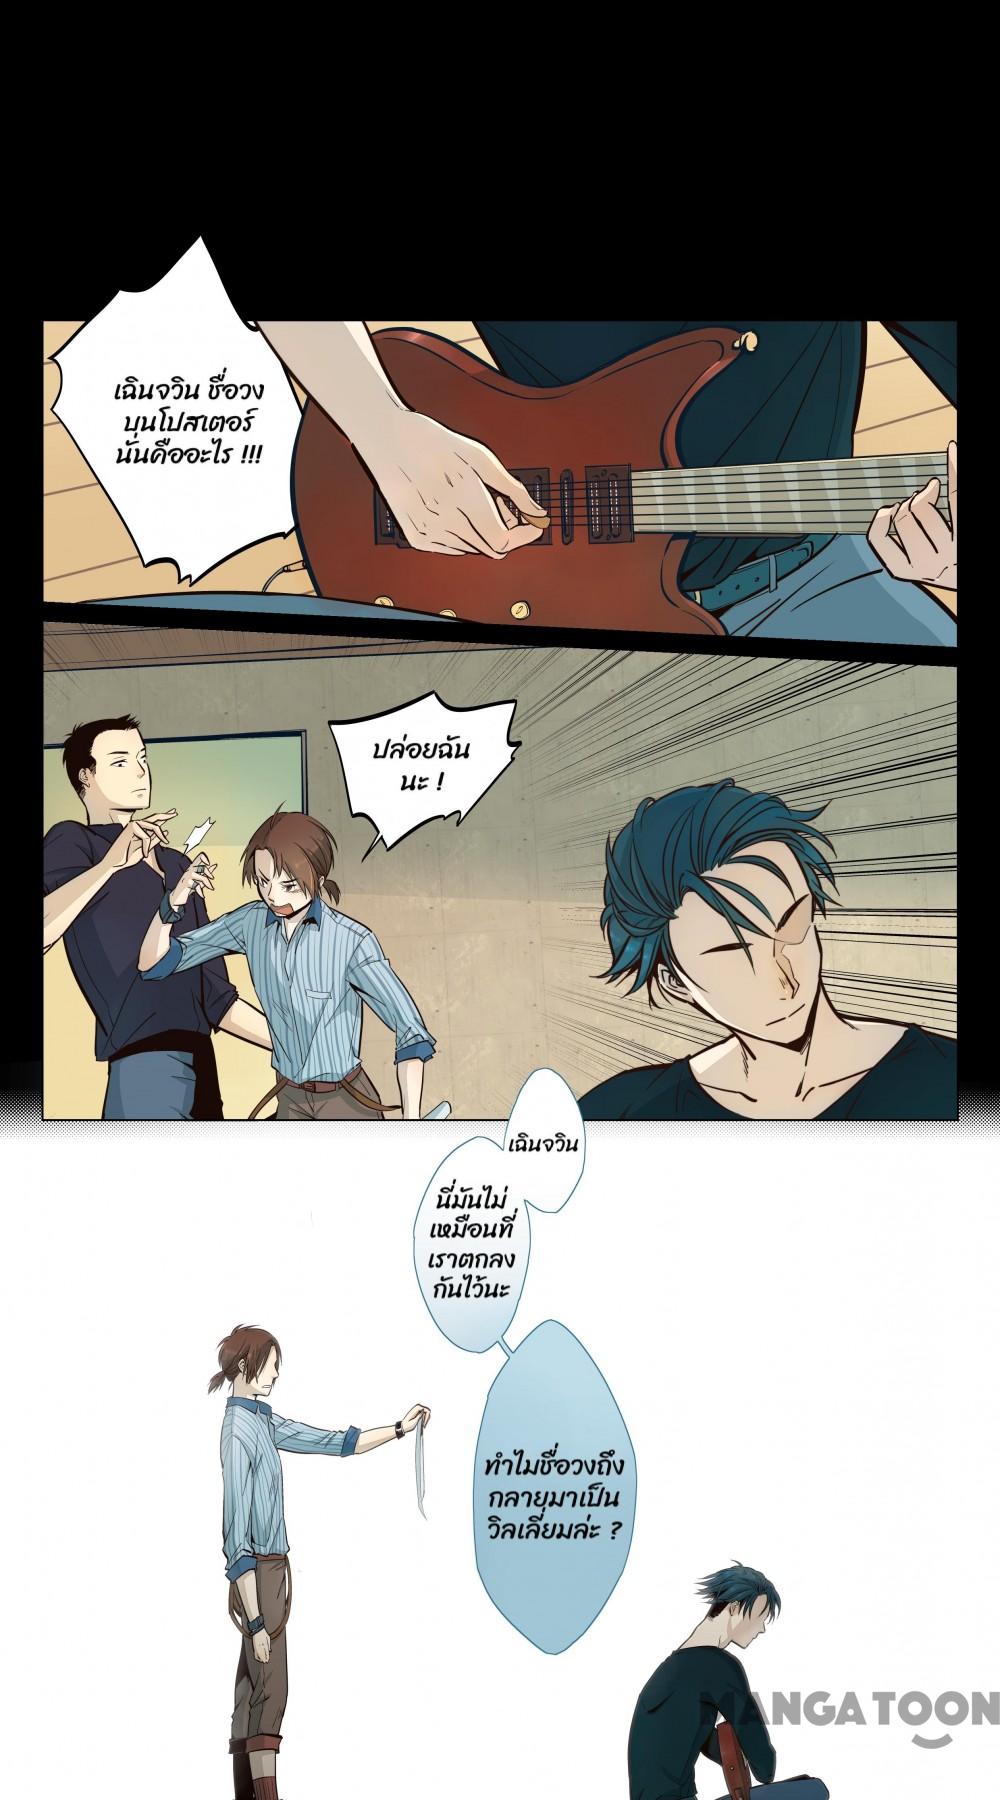 เฉินจวิน ชื่อวง
บนโปสเตอร์
นั่นคืออะไร !!!
ปล่อยฉัน
นะ !
เฉินจวิน
นี่มันไม่
เหมือนที่
เราตกลง
กันไว้นะ
ทำไมชื่อวงถึง
กลายมาเป็น
วิลเลี่ยมล่ะ ?
MANGATOON